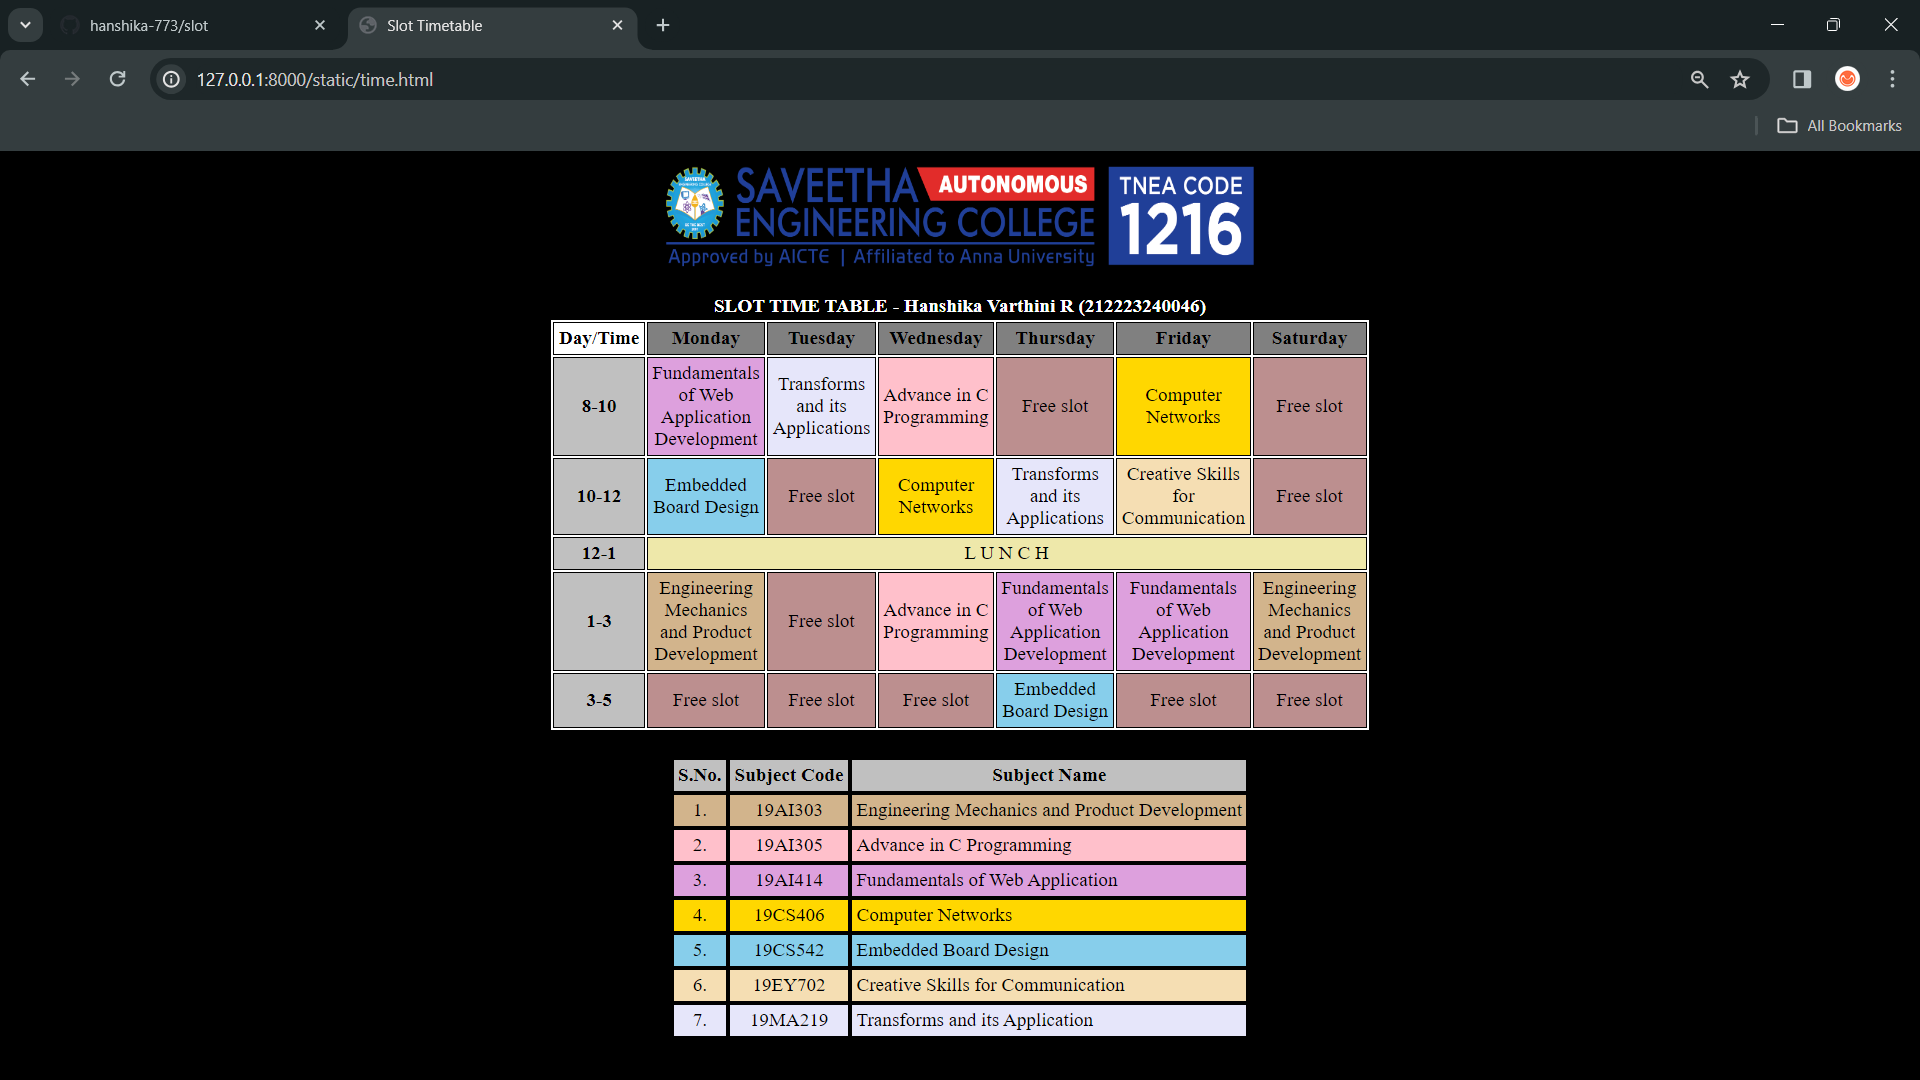 hanshika-773/slot
Slot Timetable
127.0.0.1:8000/static/time.html
All Bookmarks
SAVEETHA AUTONOMOUS
ENGINEERING COLLEGE
Approved by AICTE | Affiliated to Anna University
TNEA CODE
1216
SLOT TIME TABLE - Hanshika Varthini R (212223240046)
Day/Time Monday Tuesday Wednesday Thursday Friday Saturday
8-10
Fundamentals
of Web
Application
Development
Transforms
and its
Applications
Advance in C
Programming
Free slot
Computer
Networks
Free slot
10-12
Embedded
Board Design
Free slot
Computer
Networks
Transforms
and its
Applications
Creative Skills
for
Communication
Free slot
12-1
L U N C H
1-3
Engineering
Mechanics
and Product
Development
Free slot
Advance in C
Programming
Fundamentals
of Web
Application
Development
Fundamentals
of Web
Application
Development
Engineering
Mechanics
and Product
Development
3-5
Free slot
Free slot
Free slot
Embedded
Board Design
Free slot
Free slot
S.No. Subject Code Subject Name
1. 19AI303 Engineering Mechanics and Product Development
2. 19AI305 Advance in C Programming
3. 19AI414 Fundamentals of Web Application
4. 19CS406 Computer Networks
5. 19CS542 Embedded Board Design
6. 19EY702 Creative Skills for Communication
7. 19MA219 Transforms and its Application